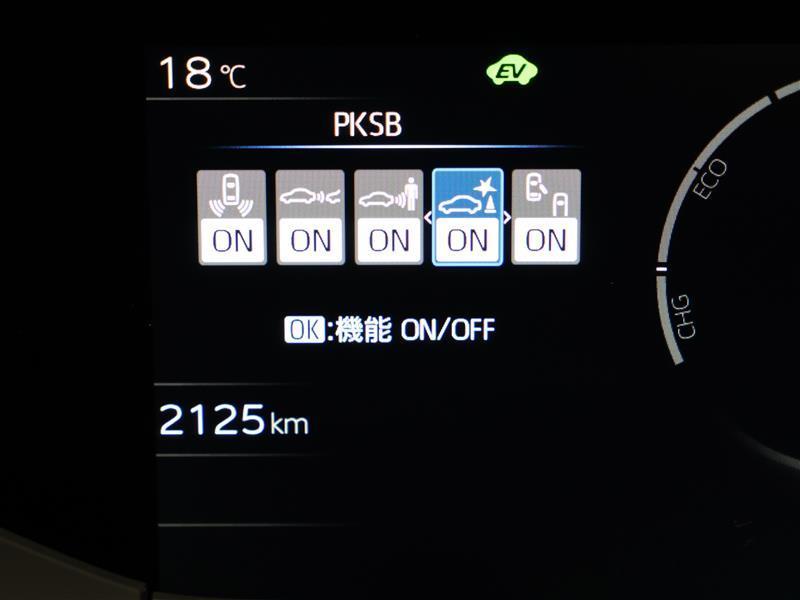 18℃ EV
PKSB
ON ON ON ON ON
OK:機能 ON/OFF
ECO
CHG
2125km